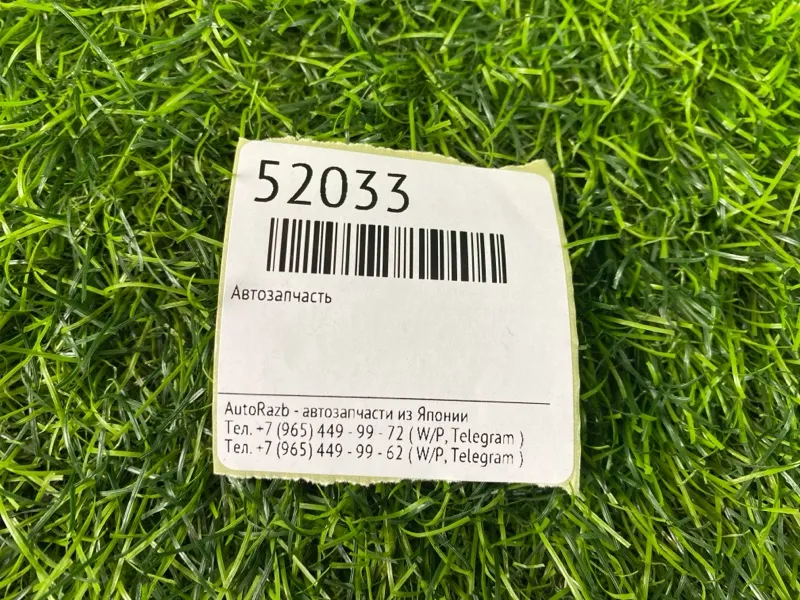 52033
Автозапчасть
AutoRazb - автозапчасти из Японии
Тел. +7 (965) 449 - 99 - 72 ( W/P, Telegram )
Тел. +7 (965) 449 - 99 - 62 ( W/P, Telegram )